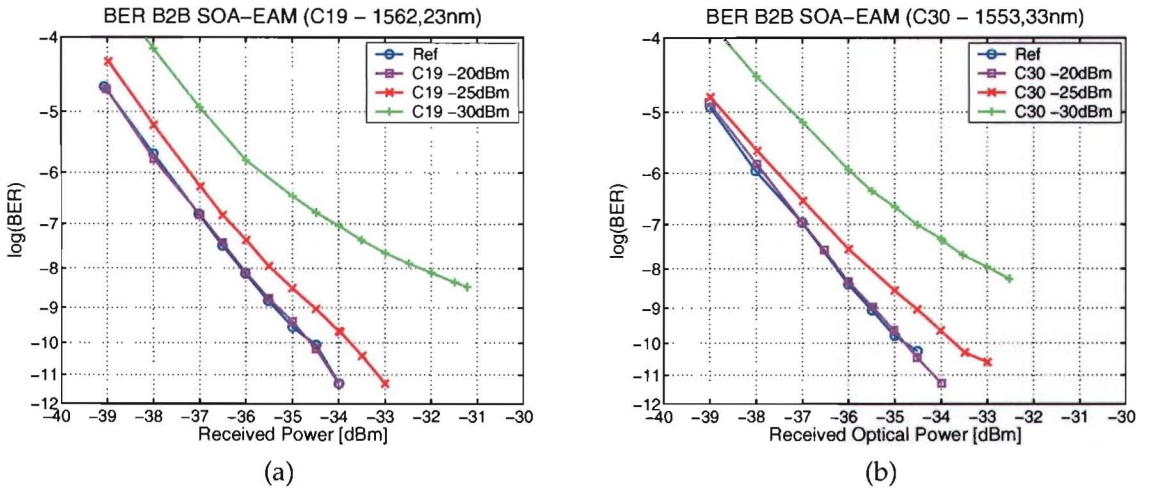 BER B2B SOA-EAM (C19 - 1562,23nm)
Ref
C19 -20dBm
C19 -25dBm
C19 -30dBm
log(BER)
-4
-5
-6
-7
-8
-9
-10
-11
-12
-40 -39 -38 -37 -36 -35 -34 -33 -32 -31 -30
Received Power [dBm]
(a)
BER B2B SOA-EAM (C30 - 1553,33nm)
Ref
C30 -20dBm
C30 -25dBm
C30 -30dBm
log(BER)
-4
-5
-6
-7
-8
-9
-10
-11
-12
-40 -39 -38 -37 -36 -35 -34 -33 -32 -31 -30
Received Optical Power [dBm]
(b)